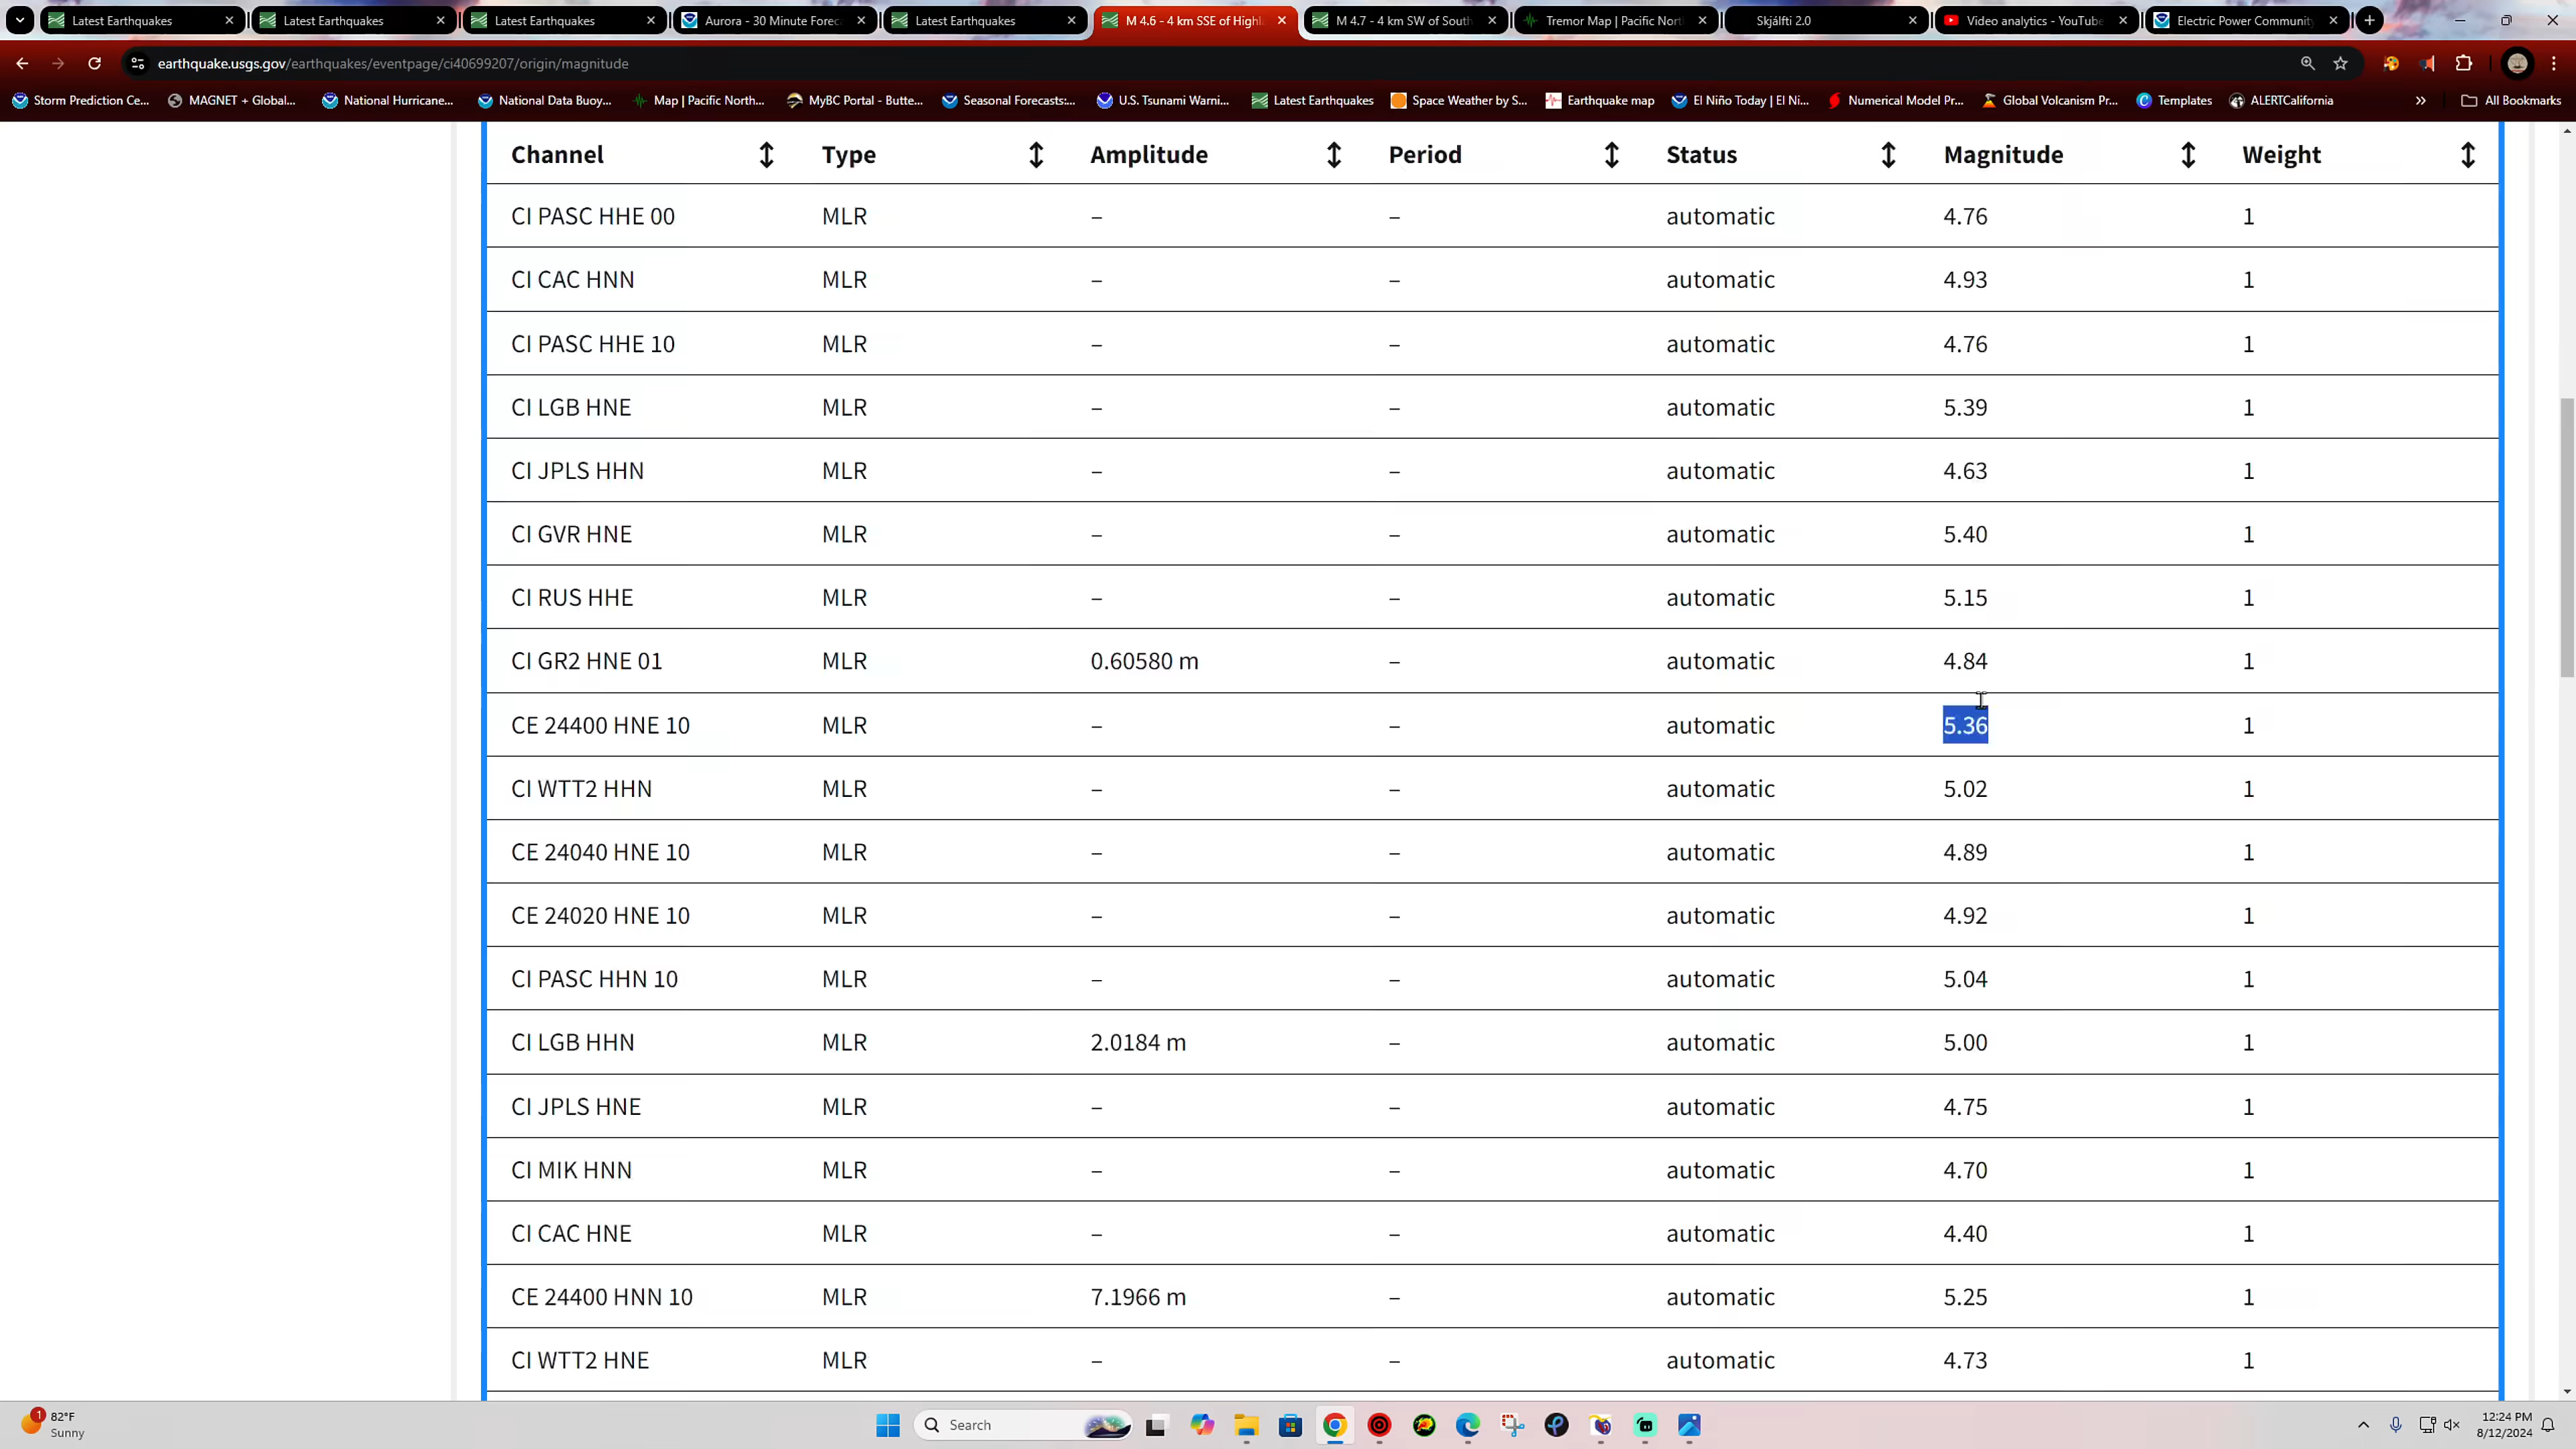 Latest Earthquakes
Latest Earthquakes
Latest Earthquakes
Aurora - 30 Minute Foreca
Latest Earthquakes
M 4.6 - 4 km SSE of Highl
M 4.7 - 4 km SW of South
Tremor Map | Pacific Nort
Skjálfti 2.0
Video analytics - YouTube
Electric Power Community
earthquake.usgs.gov/earthquakes/eventpage/ci40699207/origin/magnitude
Storm Prediction Ce...
MAGNET + Global...
National Hurricane...
National Data Buoy...
Map | Pacific North...
MyBC Portal - Butte...
Seasonal Forecasts:...
U.S. Tsunami Warni...
Latest Earthquakes
Space Weather by S...
Earthquake map
El Niño Today | El Ni...
Numerical Model Pr...
Global Volcanism Pr...
Templates
ALERTCalifornia
All Bookmarks
Channel Type Amplitude Period Status Magnitude Weight
CI PASC HHE 00 MLR – – automatic 4.76 1
CI CAC HNN MLR – – automatic 4.93 1
CI PASC HHE 10 MLR – – automatic 4.76 1
CI LGB HNE MLR – – automatic 5.39 1
CI JPLS HHN MLR – – automatic 4.63 1
CI GVR HNE MLR – – automatic 5.40 1
CI RUS HHE MLR – – automatic 5.15 1
CI GR2 HNE 01 MLR 0.60580 m – automatic 4.84 1
CE 24400 HNE 10 MLR – – automatic 5.36 1
CI WTT2 HHN MLR – – automatic 5.02 1
CE 24040 HNE 10 MLR – – automatic 4.89 1
CE 24020 HNE 10 MLR – – automatic 4.92 1
CI PASC HHN 10 MLR – – automatic 5.04 1
CI LGB HHN MLR 2.0184 m – automatic 5.00 1
CI JPLS HNE MLR – – automatic 4.75 1
CI MIK HNN MLR – – automatic 4.70 1
CI CAC HNE MLR – – automatic 4.40 1
CE 24400 HNN 10 MLR 7.1966 m – automatic 5.25 1
CI WTT2 HNE MLR – – automatic 4.73 1
1
82°F
Sunny
Search
12:24 PM
8/12/2024